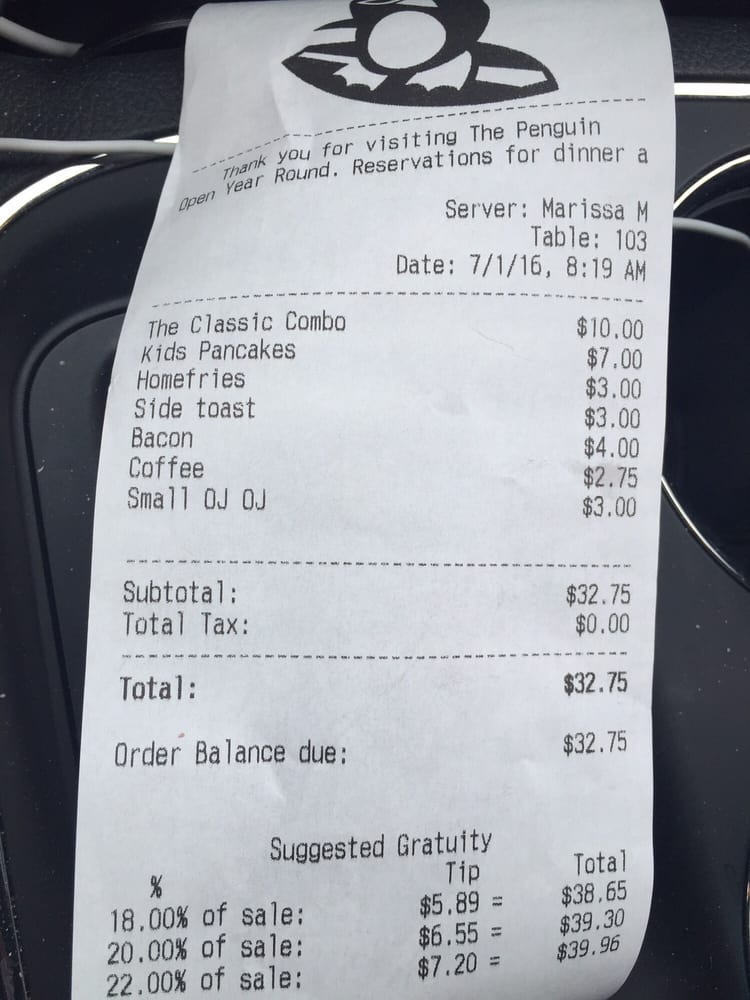 Thank you for visiting The Penguin
Open Year Round. Reservations for dinner a
Server: Marissa M
Table: 103
Date: 7/1/16, 8:19 AM
The Classic Combo $10.00
Kids Pancakes $7.00
Homefries $3.00
Side toast $3.00
Bacon $4.00
Coffee $2.75
Small OJ OJ $3.00
Subtotal: $32.75
Total Tax: $0.00
Total: $32.75
Order Balance due: $32.75
Suggested Gratuity
% Tip Total
18.00% of sale: $5.89 = $38.65
20.00% of sale: $6.55 = $39.30
22.00% of sale: $7.20 = $39.96